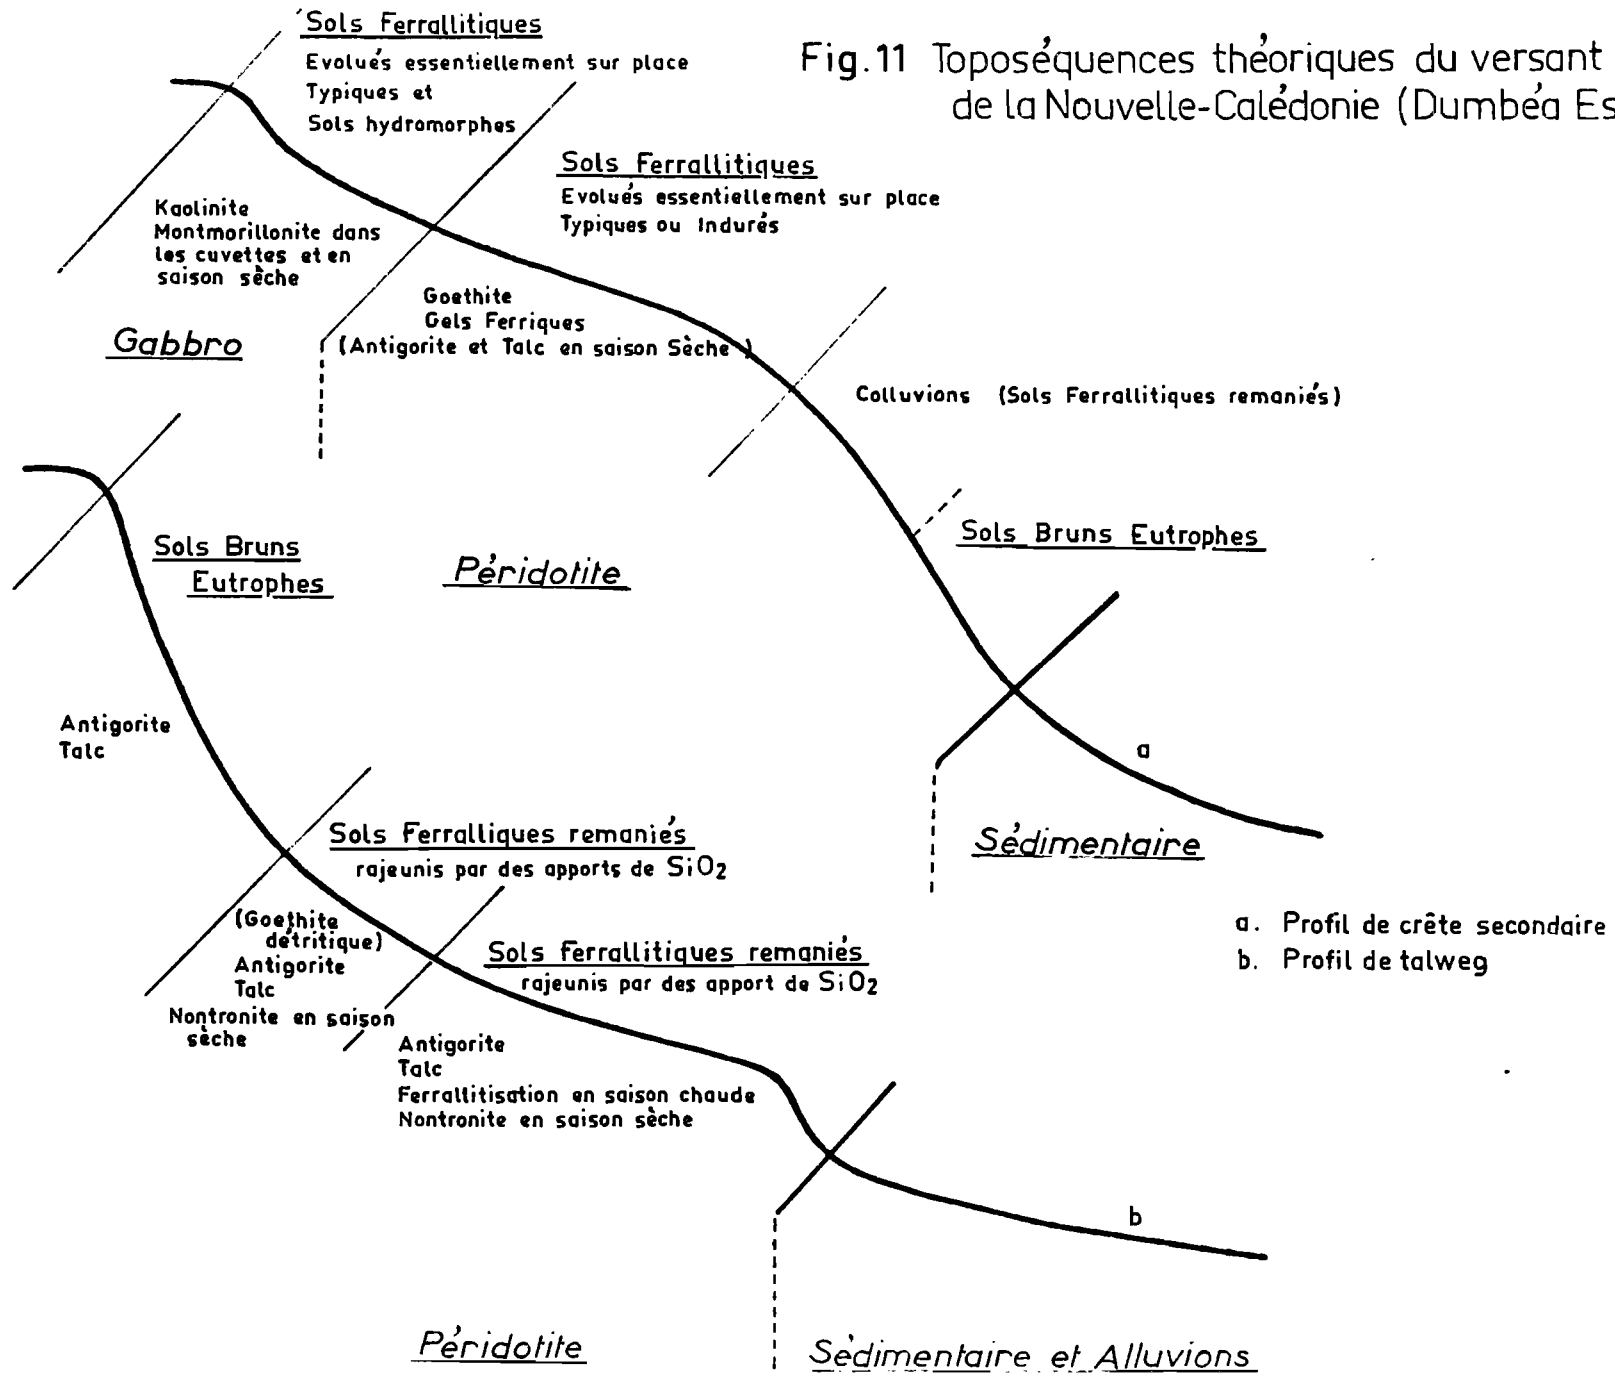 Fig.11 Toposéquences théoriques du versant
de la Nouvelle-Calédonie (Dumbéa Es
Sols Ferrallitiques
Evolués essentiellement sur place
Typiques et
Sols hydromorphes
Sols Ferrallitiques
Evolués essentiellement sur place
Typiques ou Indurés
Kaolinite
Montmorillonite dans
les cuvettes et en
saison sèche
Goethite
Gels Ferriques
(Antigorite et Talc en saison Sèche)
Gabbro
Colluvions (Sols Ferrallitiques remaniés)
Sols Bruns Eutrophes
Sols Bruns
Eutrophes
Péridotite
Antigorite
Talc
a
Sédimentaire
Sols Ferralliques remaniés
rajeunis par des apports de SiO2
(Goethite
détritique)
Antigorite
Talc
Nontronite en saison
sèche
Sols Ferrallitiques remaniés
rajeunis par des apport de SiO2
a. Profil de crête secondaire
b. Profil de talweg
Antigorite
Talc
Ferrallitisation en saison chaude
Nontronite en saison sèche
b
Péridotite
Sédimentaire et Alluvions